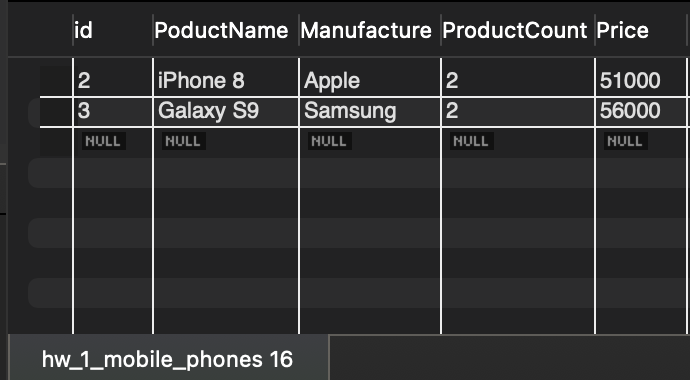 id PoductName Manufacture ProductCount Price
2 iPhone 8 Apple 2 51000
3 Galaxy S9 Samsung 2 56000
NULL NULL NULL NULL NULL
hw_1_mobile_phones 16